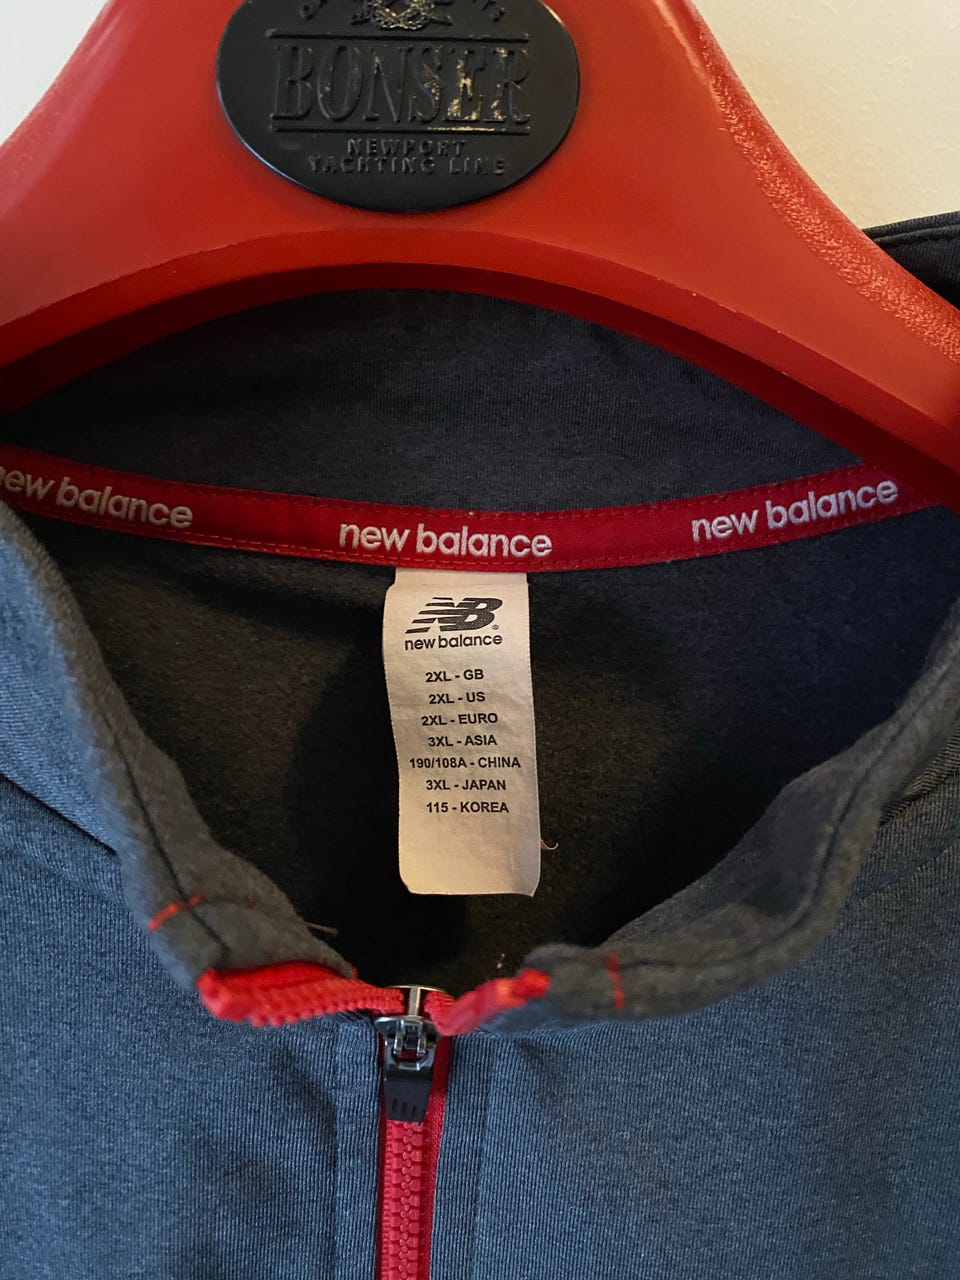 BONSER
NEWPORT
YACHTING LINE
new balance
new balance
new balance
NB
new balance
2XL - GB
2XL - US
2XL - EURO
3XL - ASIA
190/108A - CHINA
3XL - JAPAN
115 - KOREA